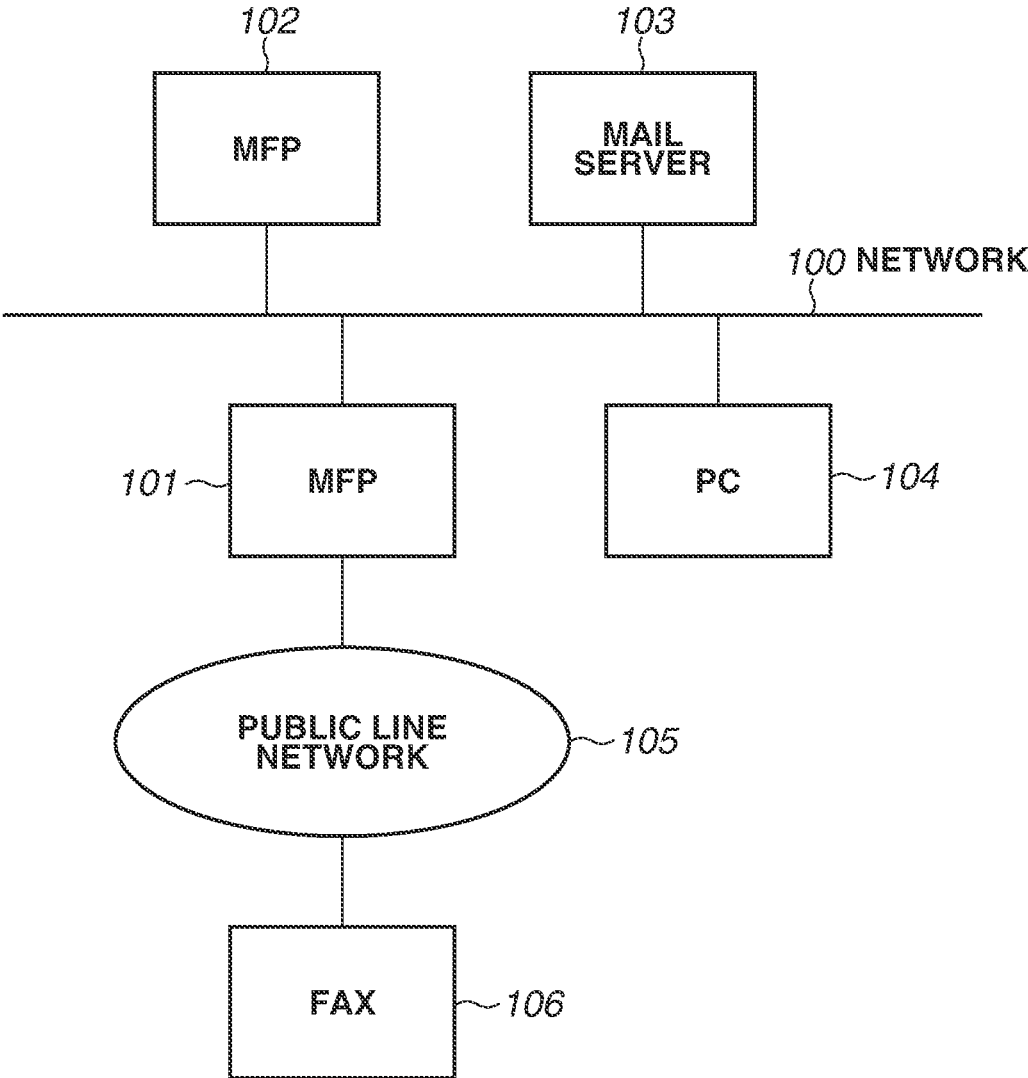 102
103
MFP
MAIL
SERVER
100 NETWORK
101
MFP
PC
104
PUBLIC LINE
NETWORK
105
FAX
106